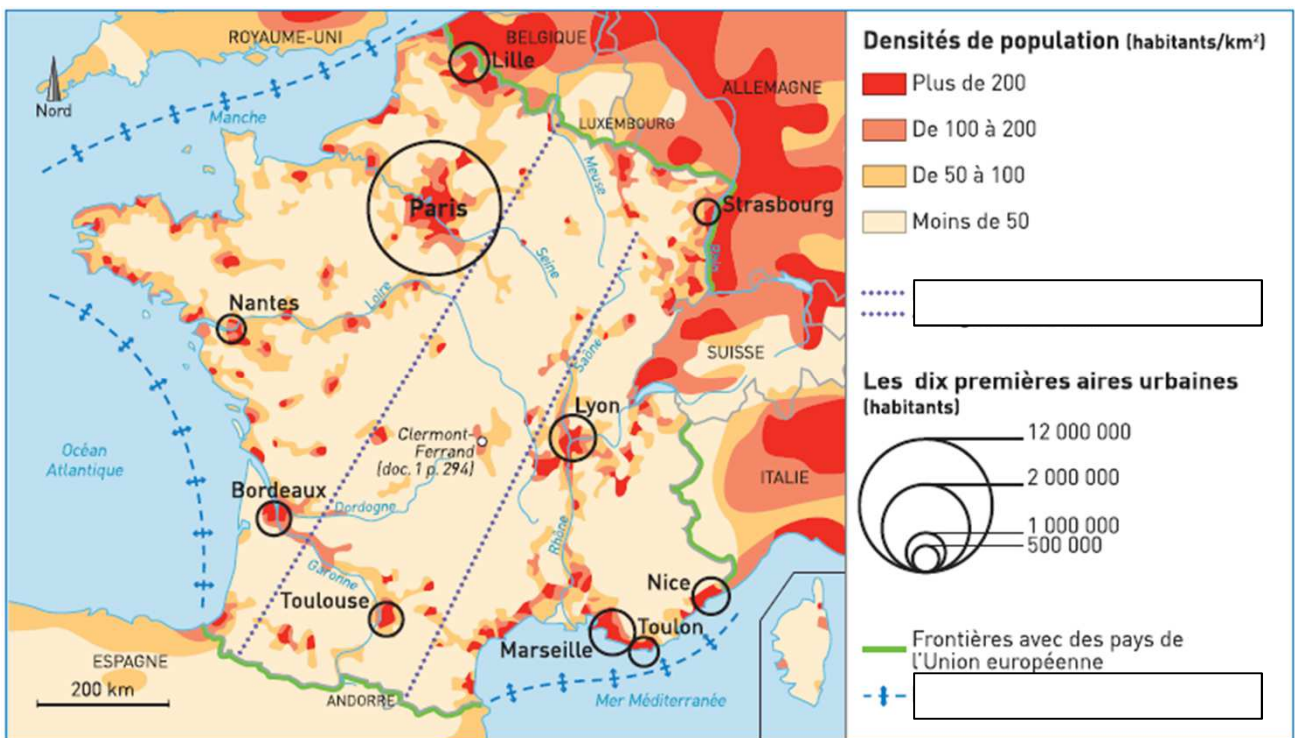 ROYAUME-UNI
BELGIQUE
Lille
ALLEMAGNE
Nord
Manche
LUXEMBOURG
Meuse
Paris
Strasbourg
Seine
Rhin
Nantes
Loire
Saône
SUISSE
Lyon
Clermont-
Ferrand
(doc. 1 p. 294)
Océan
Atlantique
ITALIE
Bordeaux
Dordogne
Rhône
Garonne
Nice
Toulouse
Toulon
Marseille
ESPAGNE
200 km
ANDORRE
Mer Méditerranée
Densités de population (habitants/km²)
Plus de 200
De 100 à 200
De 50 à 100
Moins de 50
Les dix premières aires urbaines
(habitants)
12 000 000
2 000 000
1 000 000
500 000
Frontières avec des pays de
l'Union européenne